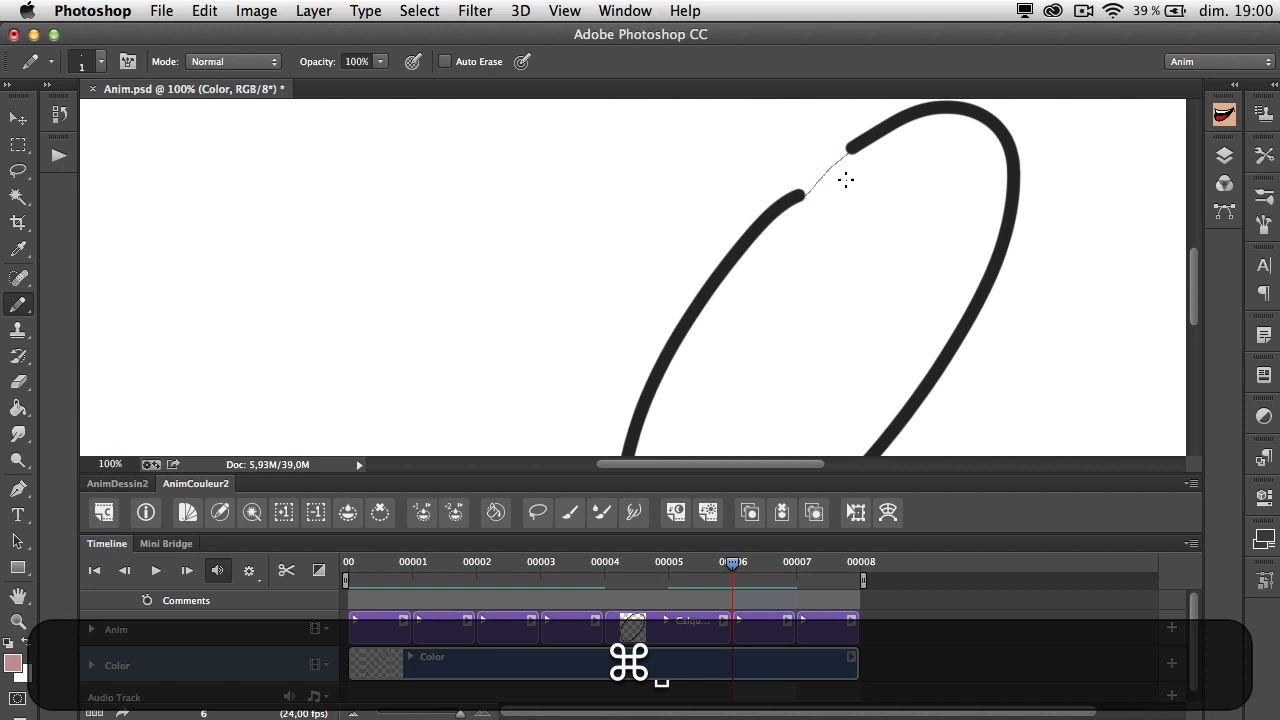 Photoshop File Edit Image Layer Type Select Filter 3D View Window Help 39 % dim. 19:00
Adobe Photoshop CC
1 Mode: Normal Opacity: 100% Auto Erase Anim
× Anim.psd @ 100% (Color, RGB/8*) *
100% Doc: 5,93M/39,0M
AnimDessin2 AnimCouleur2
Timeline Mini Bridge
00 00001 00002 00003 00004 00005 00006 00007 00008
Comments
Anim Calqu...
Color Color
⌘
Audio Track
6 (24,00 fps)